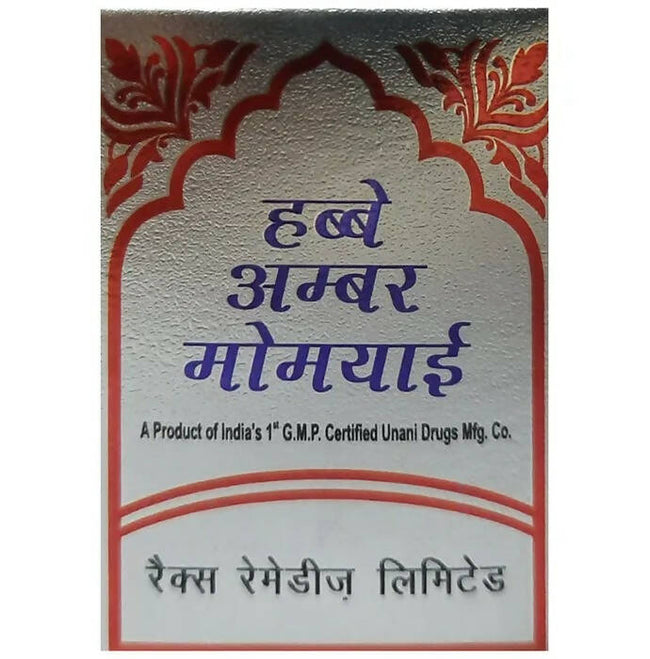 हब्बे
अम्बर
मोमयाई
A Product of India's 1st G.M.P. Certified Unani Drugs Mfg. Co.
रैक्स रेमेडीज़ लिमिटेड